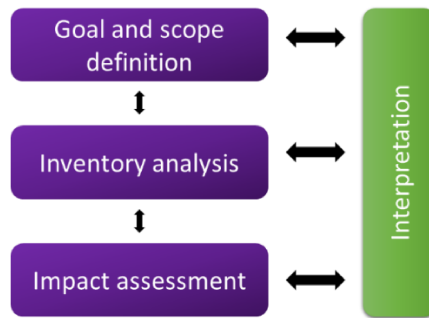 Goal and scope
definition
Inventory analysis
Impact assessment
Interpretation